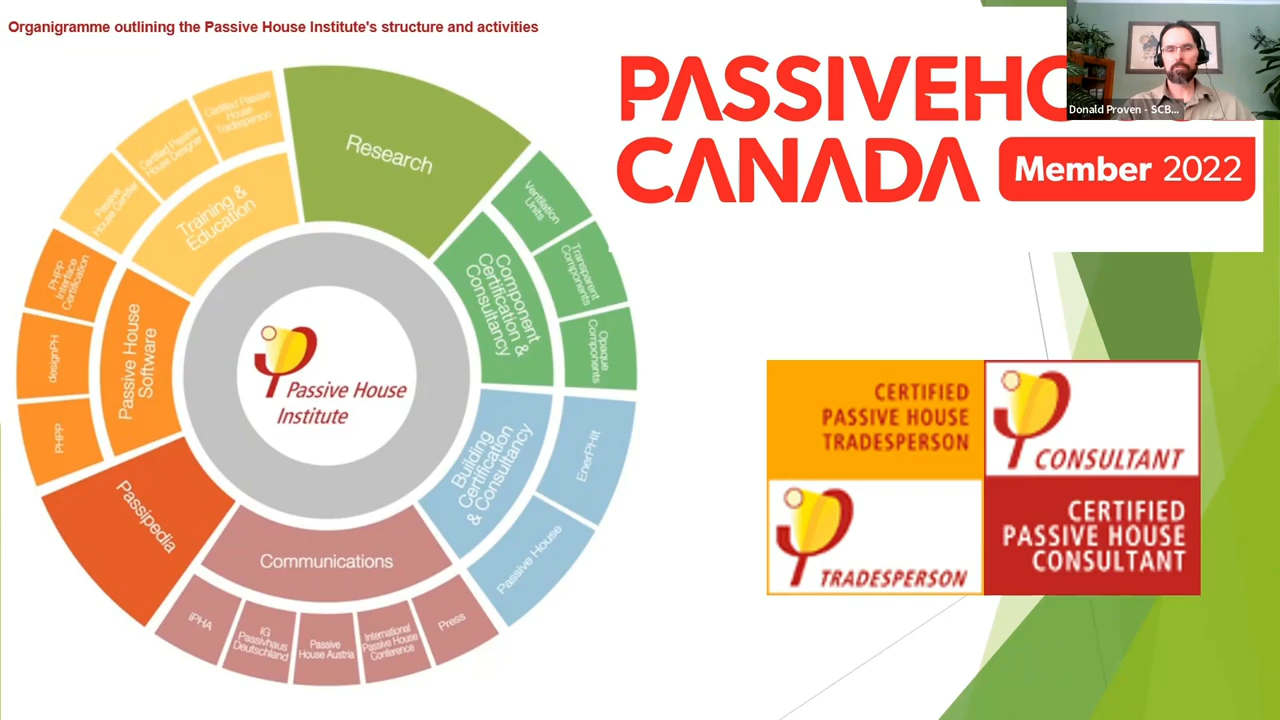 Organigramme outlining the Passive House Institute's structure and activities
PASSIVEHO
CANADA
Member 2022
Donald Proven - SCB...
Research
Ventilation
Units
Transparent
Components
Opaque
Components
Component
Certification &
Consultancy
EnerPHit
Passive House
Building
Certification
& Consultancy
Communications
Press
International
Passive House
Conference
Passive
House Austria
IG
Passivhaus
Deutschland
iPHA
Passipedia
Passive House
Software
PHPP
designPH
PHPP
Interface
Certification
Training &
Education
Passive
House Certifier
Certified Passive
House Designer
Certified Passive
House
Tradesperson
Passive House
Institute
CERTIFIED
PASSIVE HOUSE
TRADESPERSON
CONSULTANT
TRADESPERSON
CERTIFIED
PASSIVE HOUSE
CONSULTANT